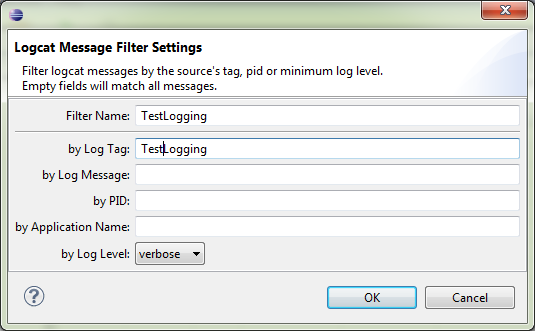 Logcat Message Filter Settings
Filter logcat messages by the source's tag, pid or minimum log level.
Empty fields will match all messages.
Filter Name: TestLogging
by Log Tag: TestLogging
by Log Message:
by PID:
by Application Name:
by Log Level: verbose
? OK Cancel